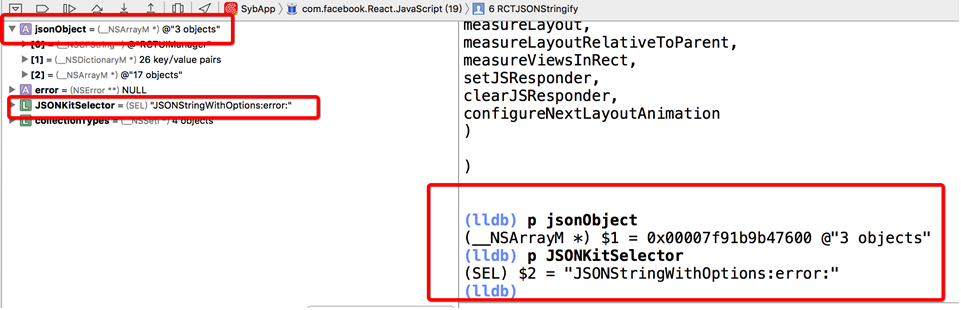 SybApp
com.facebook.React.JavaScript (19)
6 RCTJSONStringify
A jsonObject = (__NSArrayM *) @"3 objects"
[0] = (__NSCFString *) @"RCTUIManager"
[1] = (__NSDictionaryM *) 26 key/value pairs
[2] = (__NSArrayM *) @"17 objects"
A error = (NSError **) NULL
L JSONKitSelector = (SEL) "JSONStringWithOptions:error:"
L collectionTypes = (__NSSetI *) 4 objects
measureLayout,
measureLayoutRelativeToParent,
measureViewsInRect,
setJSResponder,
clearJSResponder,
configureNextLayoutAnimation
)
)
(lldb) p jsonObject
(__NSArrayM *) $1 = 0x00007f91b9b47600 @"3 objects"
(lldb) p JSONKitSelector
(SEL) $2 = "JSONStringWithOptions:error:"
(lldb)